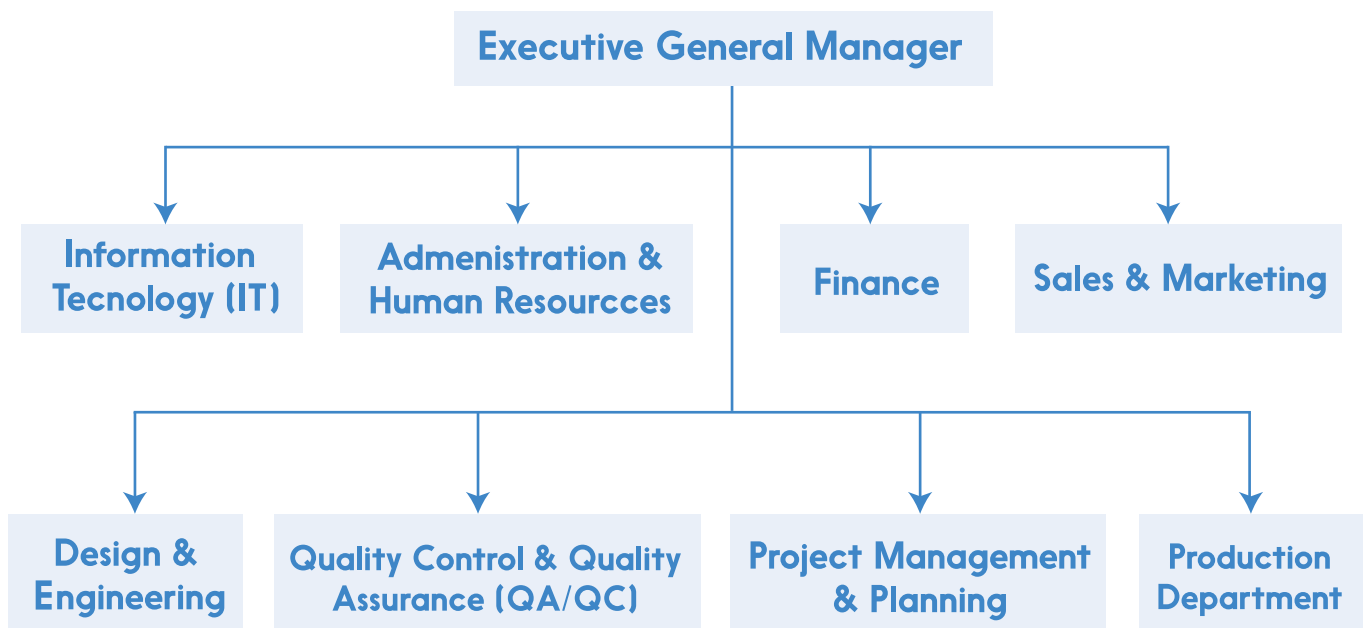 Executive General Manager
Information
Tecnology (IT)
Admenistration &
Human Resourcces
Finance
Sales & Marketing
Design &
Engineering
Quality Control & Quality
Assurance (QA/QC)
Project Management
& Planning
Production
Department